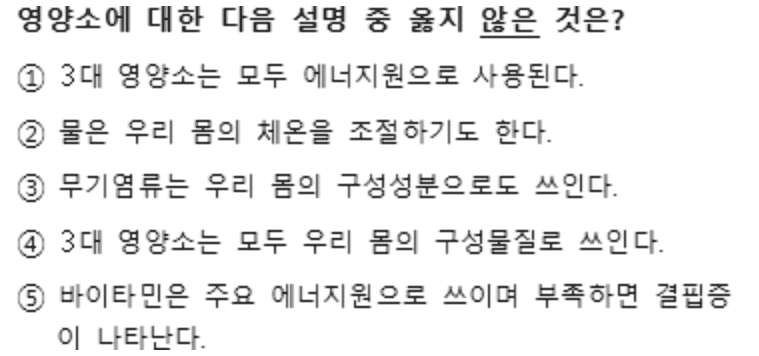 영양소에 대한 다음 설명 중 옳지 않은 것은?
① 3대 영양소는 모두 에너지원으로 사용된다.
② 물은 우리 몸의 체온을 조절하기도 한다.
③ 무기염류는 우리 몸의 구성성분으로도 쓰인다.
④ 3대 영양소는 모두 우리 몸의 구성물질로 쓰인다.
⑤ 바이타민은 주요 에너지원으로 쓰이며 부족하면 결핍증
이 나타난다.